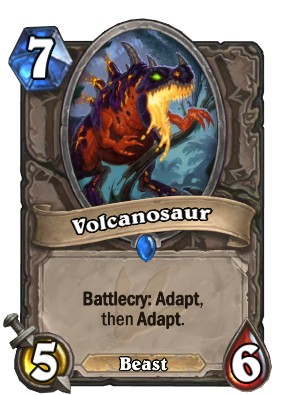 7
Volcanosaur
Battlecry: Adapt,
then Adapt.
5
Beast
6